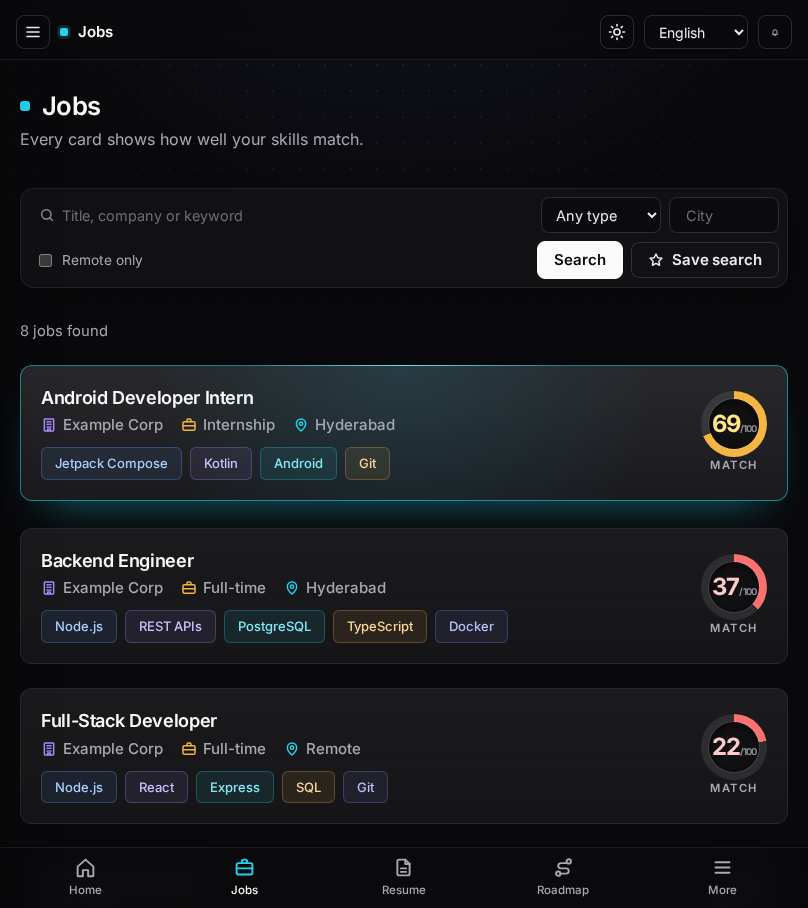 Jobs
English
Jobs
Every card shows how well your skills match.
Title, company or keyword
Any type
City
Remote only
Search
Save search
8 jobs found
Android Developer Intern
Example Corp Internship Hyderabad
Jetpack Compose Kotlin Android Git
69/100
MATCH
Backend Engineer
Example Corp Full-time Hyderabad
Node.js REST APIs PostgreSQL TypeScript Docker
37/100
MATCH
Full-Stack Developer
Example Corp Full-time Remote
Node.js React Express SQL Git
22/100
MATCH
Home Jobs Resume Roadmap More